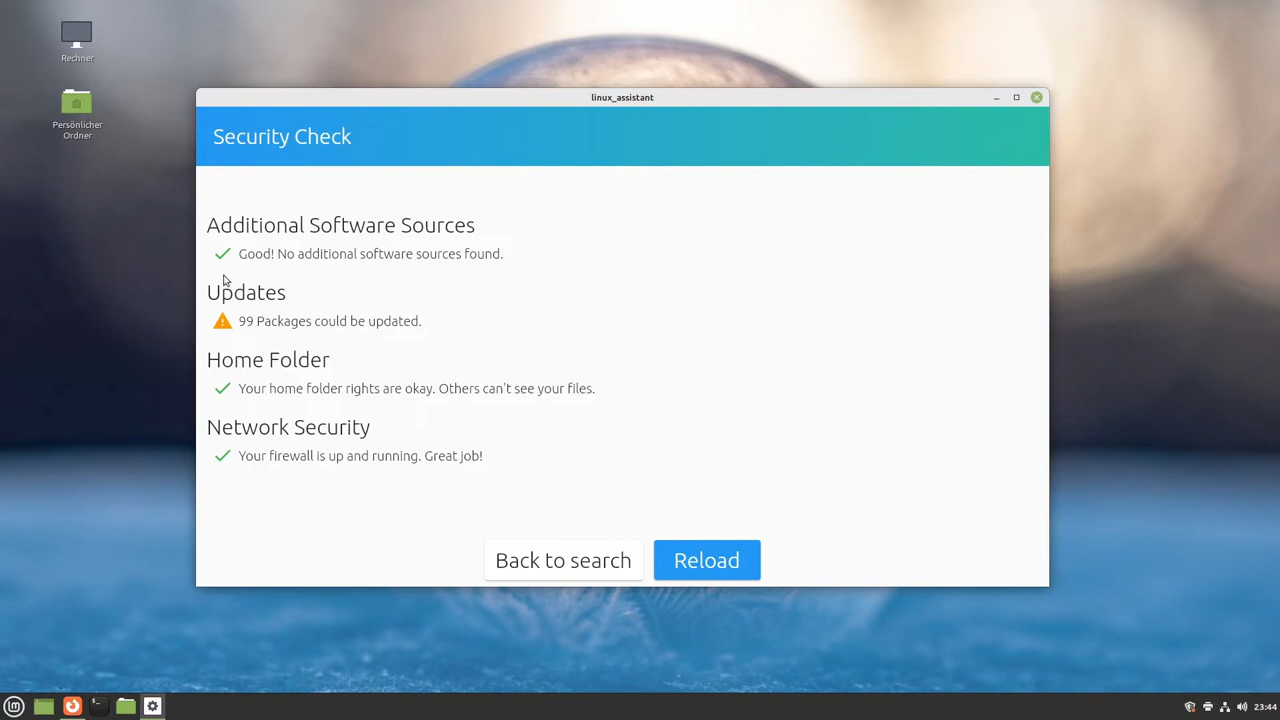 Rechner
Persönlicher
Ordner
linux_assistant
Security Check
Additional Software Sources
Good! No additional software sources found.
Updates
99 Packages could be updated.
Home Folder
Your home folder rights are okay. Others can't see your files.
Network Security
Your firewall is up and running. Great job!
Back to search
Reload
23:44